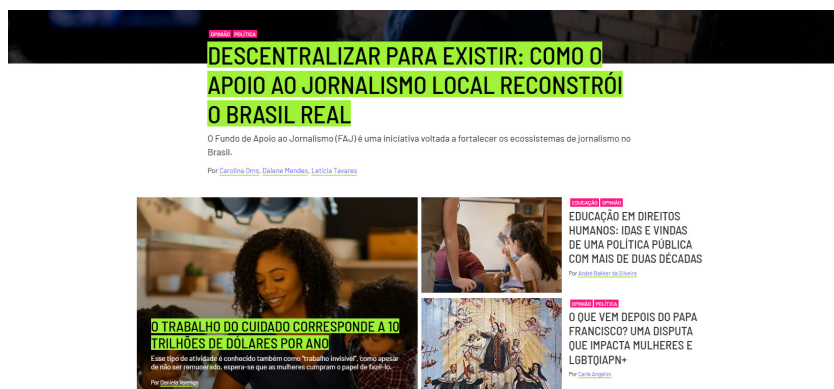 OPINIÃO POLÍTICA
DESCENTRALIZAR PARA EXISTIR: COMO O
APOIO AO JORNALISMO LOCAL RECONSTRÓI
O BRASIL REAL
O Fundo de Apoio ao Jornalismo (FAJ) é uma iniciativa voltada a fortalecer os ecossistemas de jornalismo no
Brasil.
Por Carolina Oms, Daiene Mendes, Letícia Tavares
O TRABALHO DO CUIDADO CORRESPONDE A 10
TRILHÕES DE DÓLARES POR ANO
Esse tipo de atividade é conhecido também como "trabalho invisível", como apesar
de não ser remunerado, espera-se que as mulheres cumpram o papel de fazê-lo.
Por Daniela Valenga
EDUCAÇÃO OPINIÃO
EDUCAÇÃO EM DIREITOS
HUMANOS: IDAS E VINDAS
DE UMA POLÍTICA PÚBLICA
COM MAIS DE DUAS DÉCADAS
Por André Bakker da Silveira
OPINIÃO POLÍTICA
O QUE VEM DEPOIS DO PAPA
FRANCISCO? UMA DISPUTA
QUE IMPACTA MULHERES E
LGBTQIAPN+
Por Carla Angelini